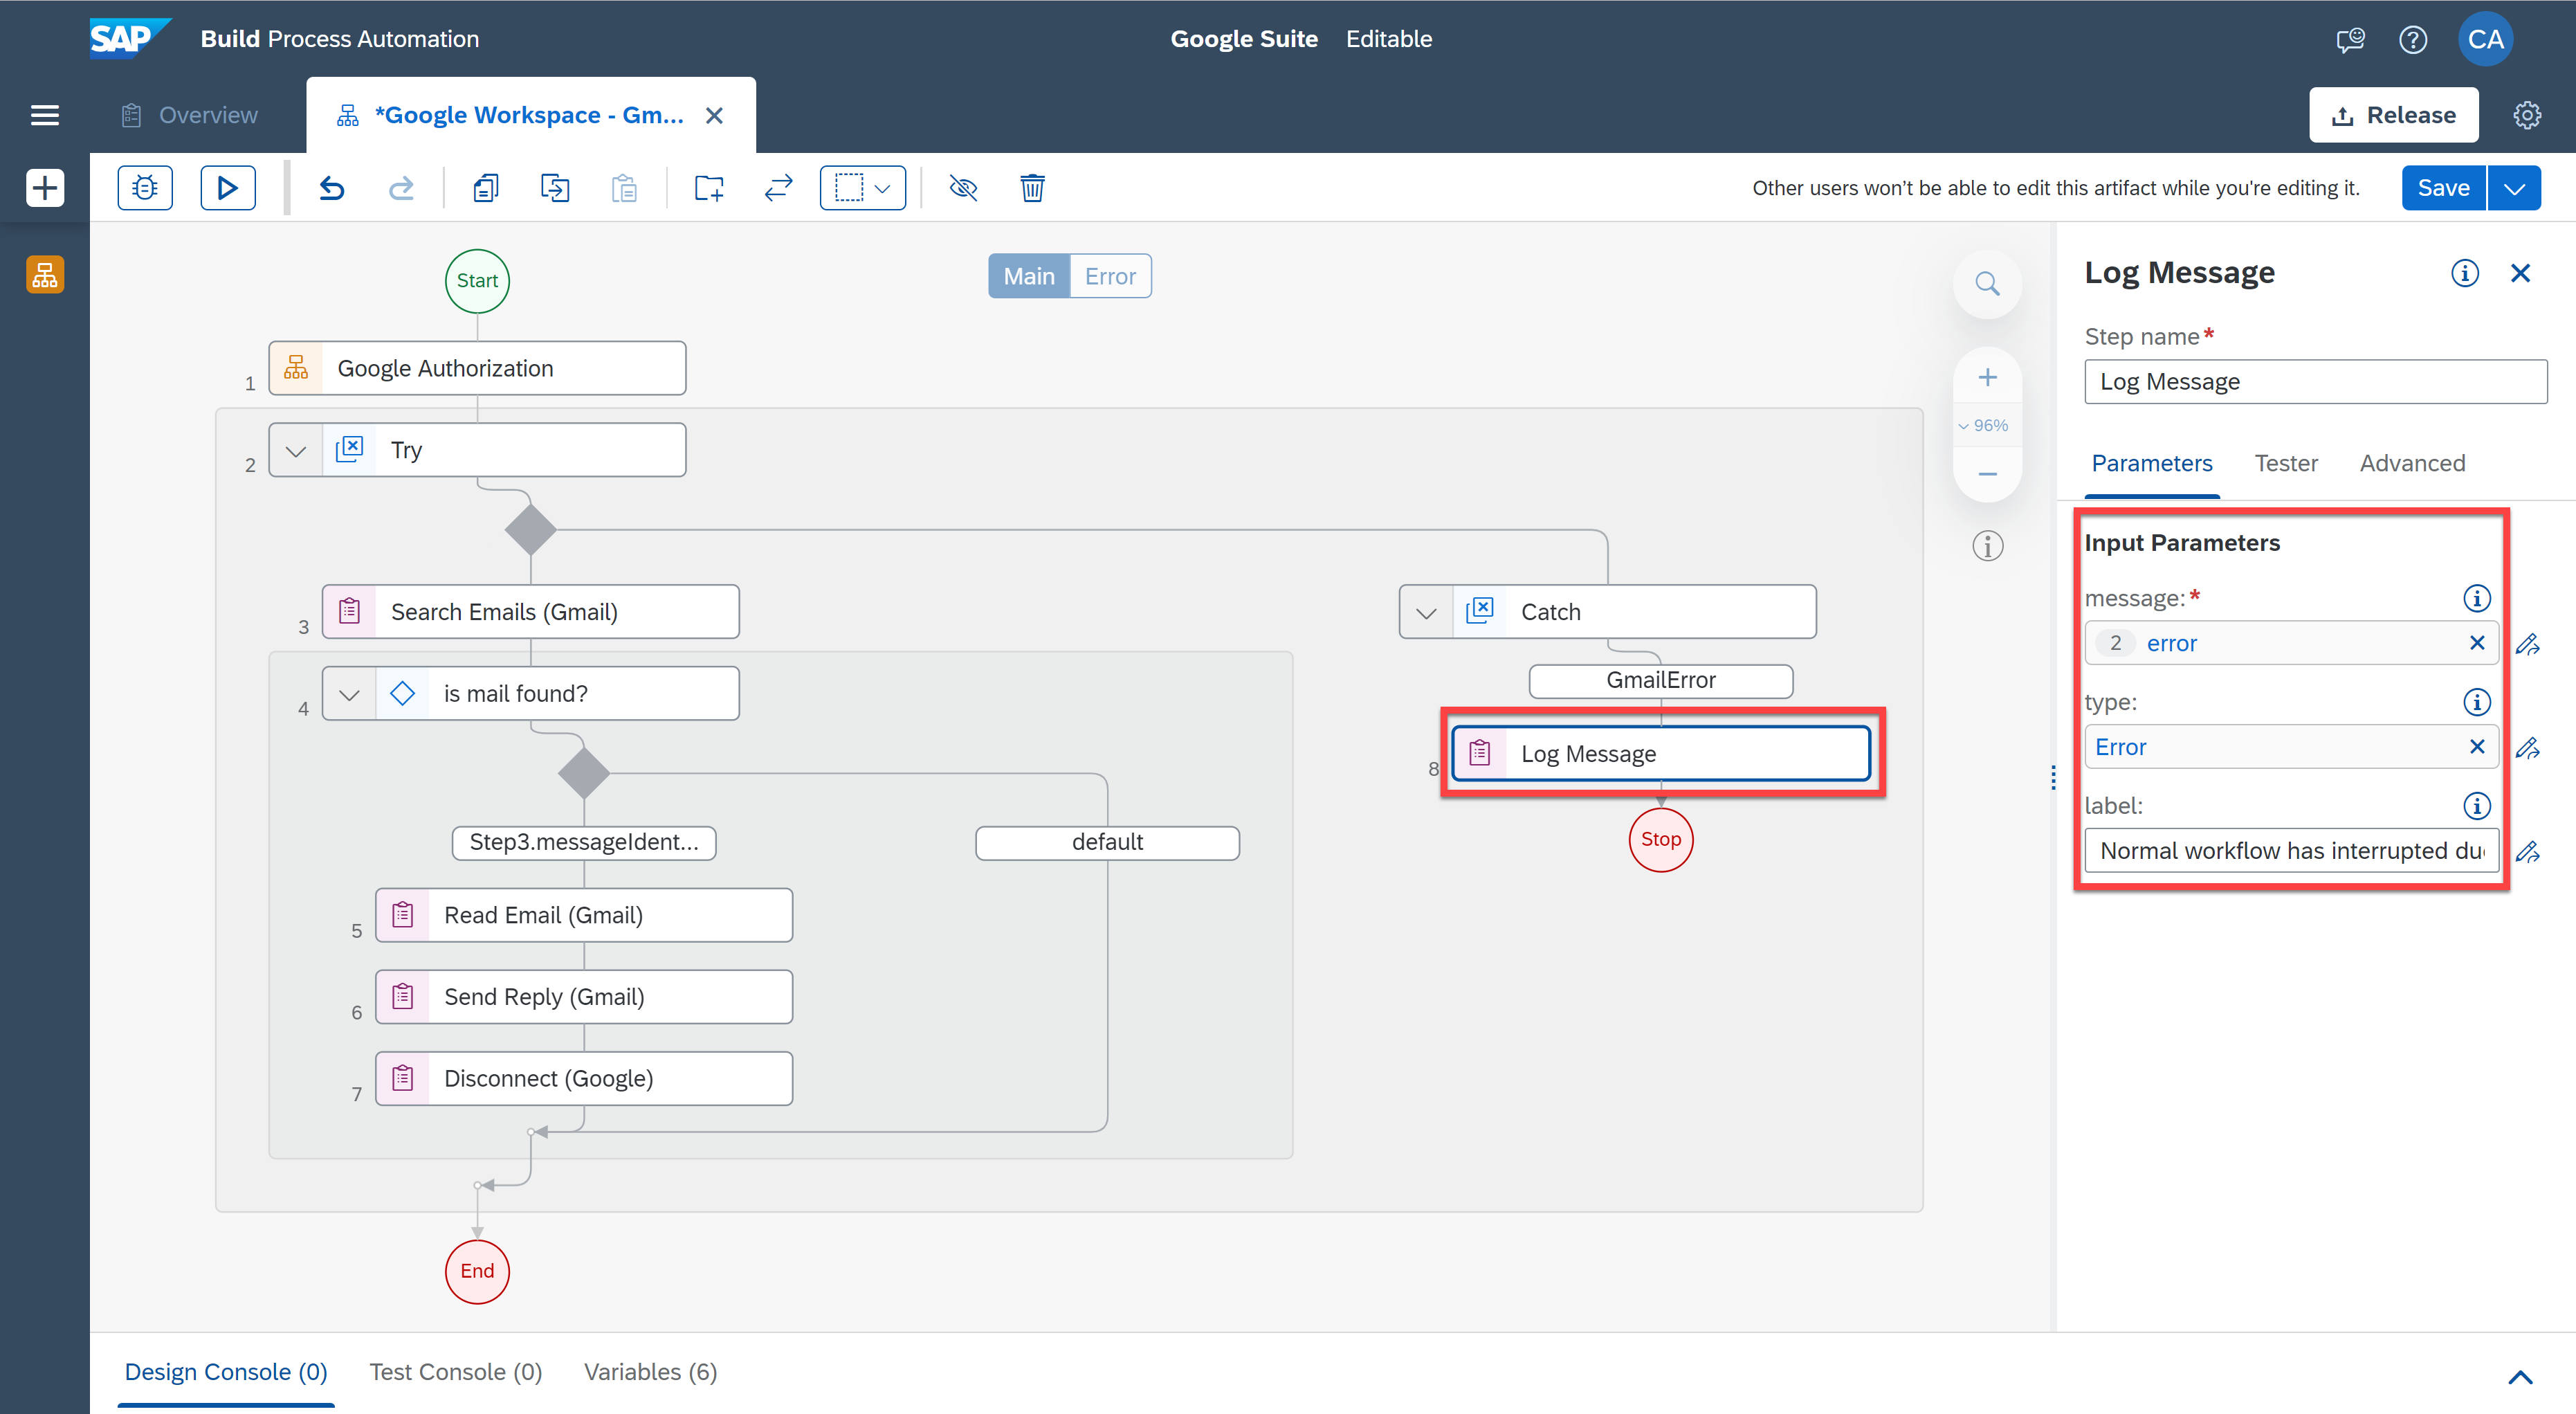 SAP Build Process Automation
Google Suite Editable
CA
Overview
*Google Workspace - Gm...
Release
Other users won't be able to edit this artifact while you're editing it.
Save
Start
Main Error
1 Google Authorization
2 Try
3 Search Emails (Gmail)
Catch
GmailError
4 is mail found?
8 Log Message
Stop
Step3.messageIdent...
default
5 Read Email (Gmail)
6 Send Reply (Gmail)
7 Disconnect (Google)
End
96%
Log Message
Step name*
Log Message
Parameters Tester Advanced
Input Parameters
message:*
2 error
type:
Error
label:
Normal workflow has interrupted
Design Console (0) Test Console (0) Variables (6)